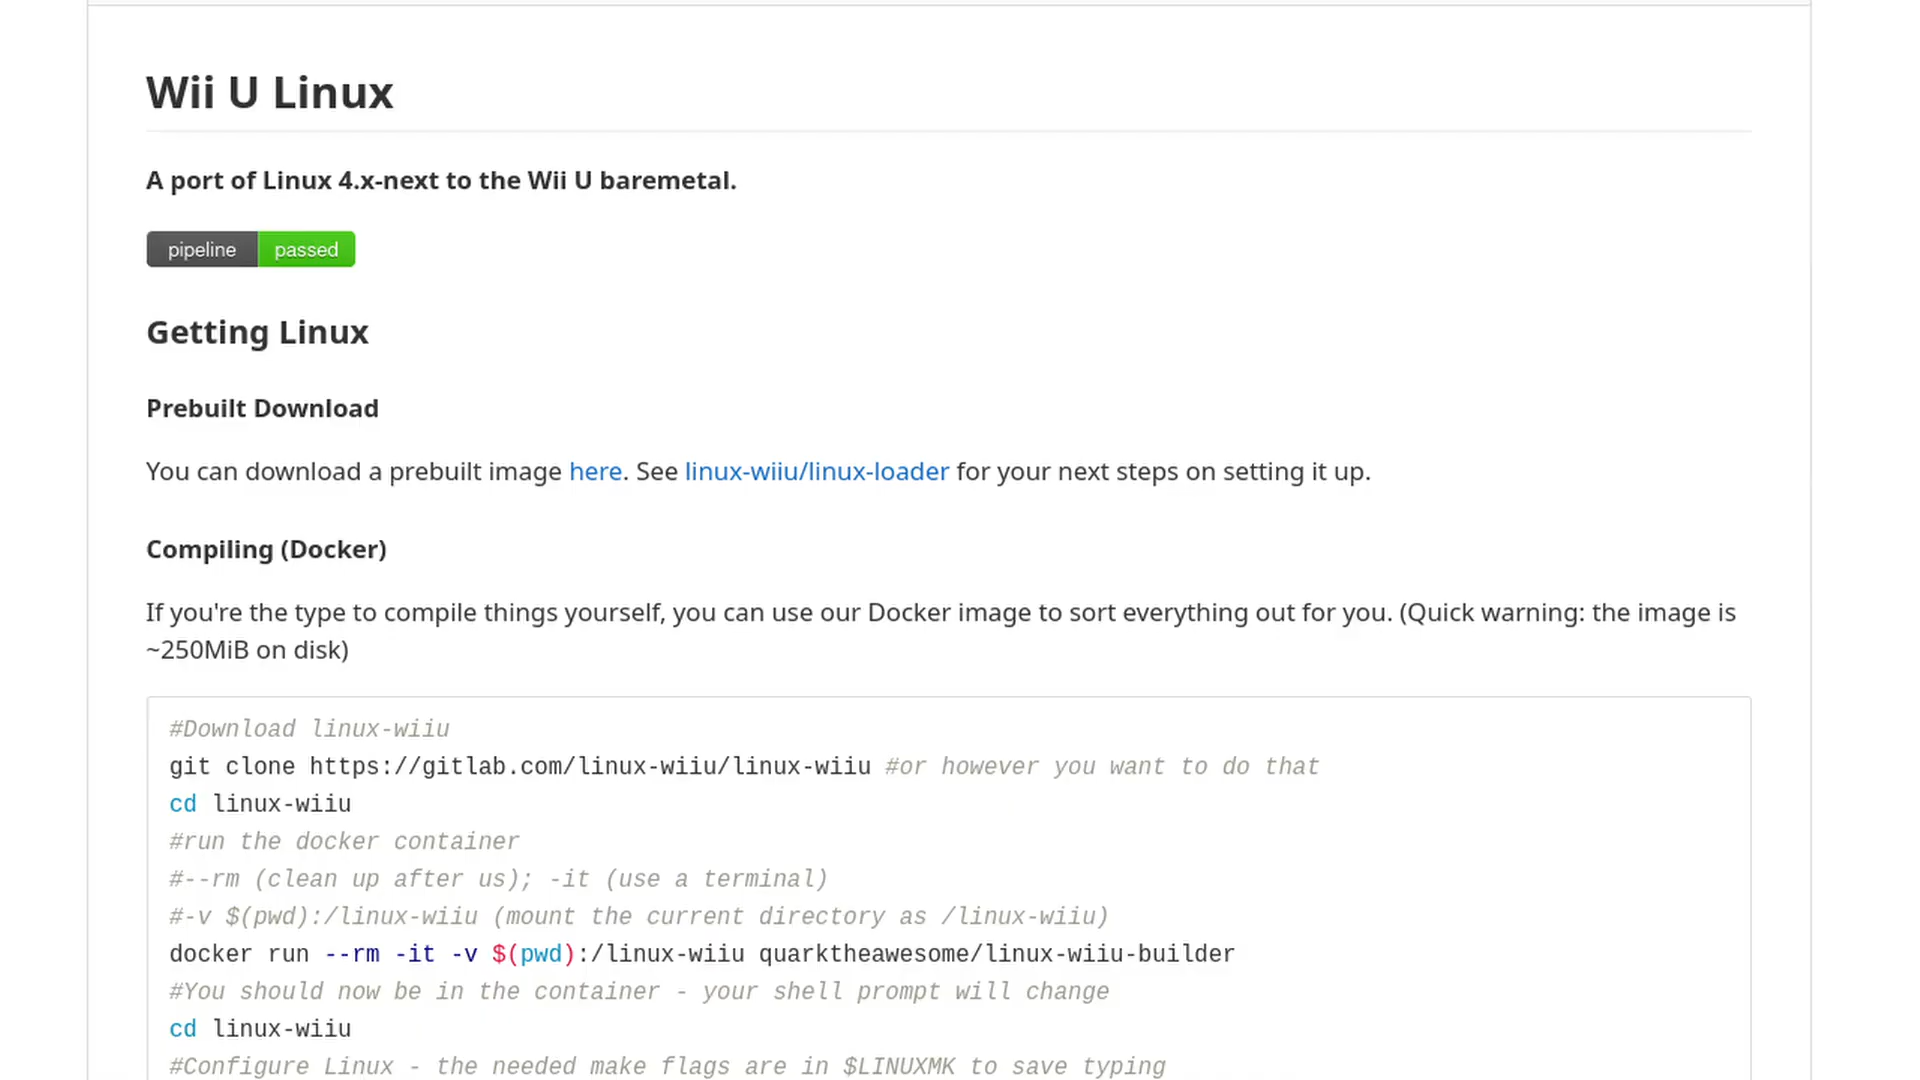 Wii U Linux
A port of Linux 4.x-next to the Wii U baremetal.
pipeline passed
Getting Linux
Prebuilt Download
You can download a prebuilt image here. See linux-wiiu/linux-loader for your next steps on setting it up.
Compiling (Docker)
If you're the type to compile things yourself, you can use our Docker image to sort everything out for you. (Quick warning: the image is
~250MiB on disk)
#Download linux-wiiu
git clone https://gitlab.com/linux-wiiu/linux-wiiu #or however you want to do that
cd linux-wiiu
#run the docker container
#--rm (clean up after us); -it (use a terminal)
#-v $(pwd):/linux-wiiu (mount the current directory as /linux-wiiu)
docker run --rm -it -v $(pwd):/linux-wiiu quarktheawesome/linux-wiiu-builder
#You should now be in the container - your shell prompt will change
cd linux-wiiu
#Configure Linux - the needed make flags are in $LINUXMK to save typing